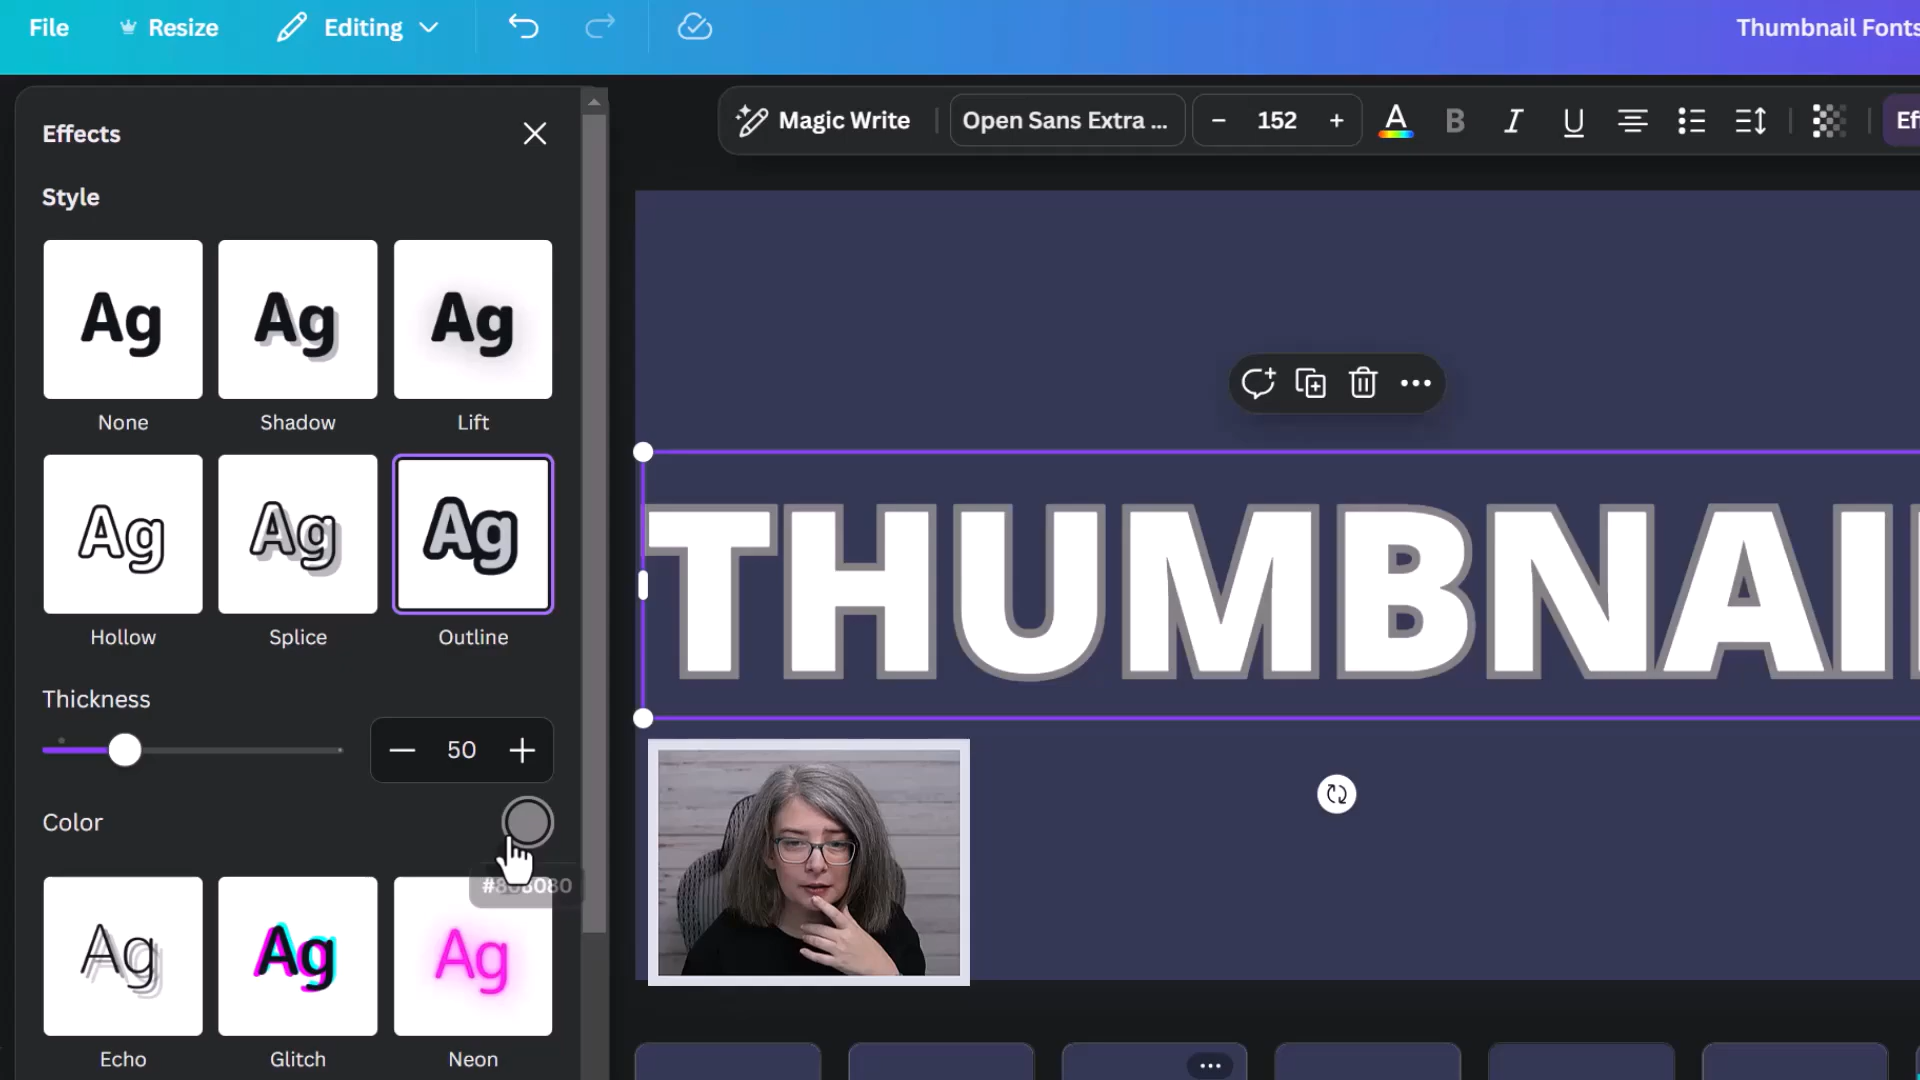 File Resize Editing Thumbnail Fonts
Effects
Magic Write Open Sans Extra ... − 152 + A B I U
Style
Ag Ag Ag
None Shadow Lift
Ag Ag Ag
Hollow Splice Outline
THUMBNAI
Thickness
50
Color
Ag Ag Ag
Echo Glitch Neon